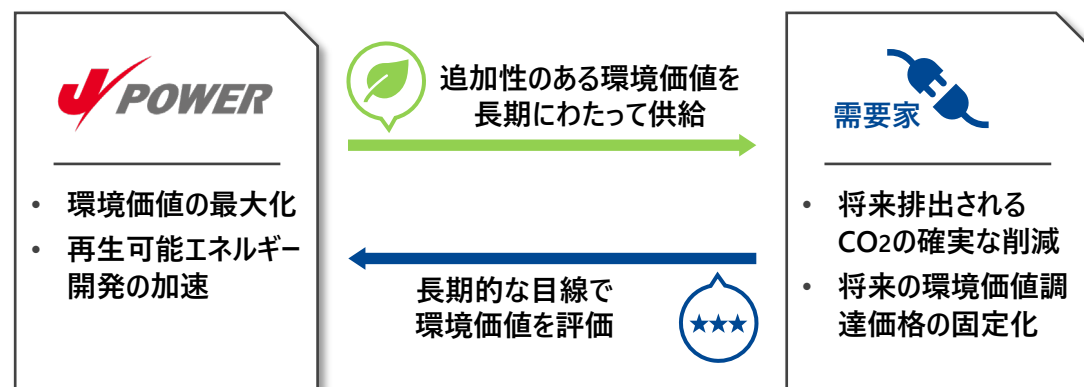 J POWER
・ 環境価値の最大化
・ 再生可能エネルギー
開発の加速
追加性のある環境価値を
長期にわたって供給
長期的な目線で
環境価値を評価
需要家
・ 将来排出される
CO2の確実な削減
・ 将来の環境価値調
達価格の固定化